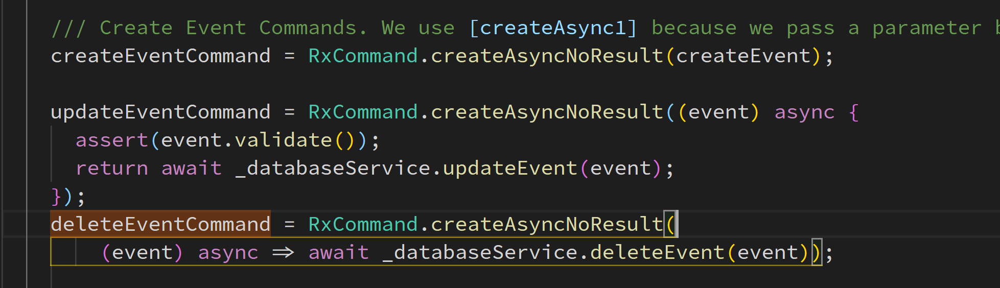 /// Create Event Commands. We use [createAsync1] because we pass a parameter
createEventCommand = RxCommand.createAsyncNoResult(createEvent);
updateEventCommand = RxCommand.createAsyncNoResult((event) async {
assert(event.validate());
return await _databaseService.updateEvent(event);
});
deleteEventCommand = RxCommand.createAsyncNoResult(
(event) async => await _databaseService.deleteEvent(event));